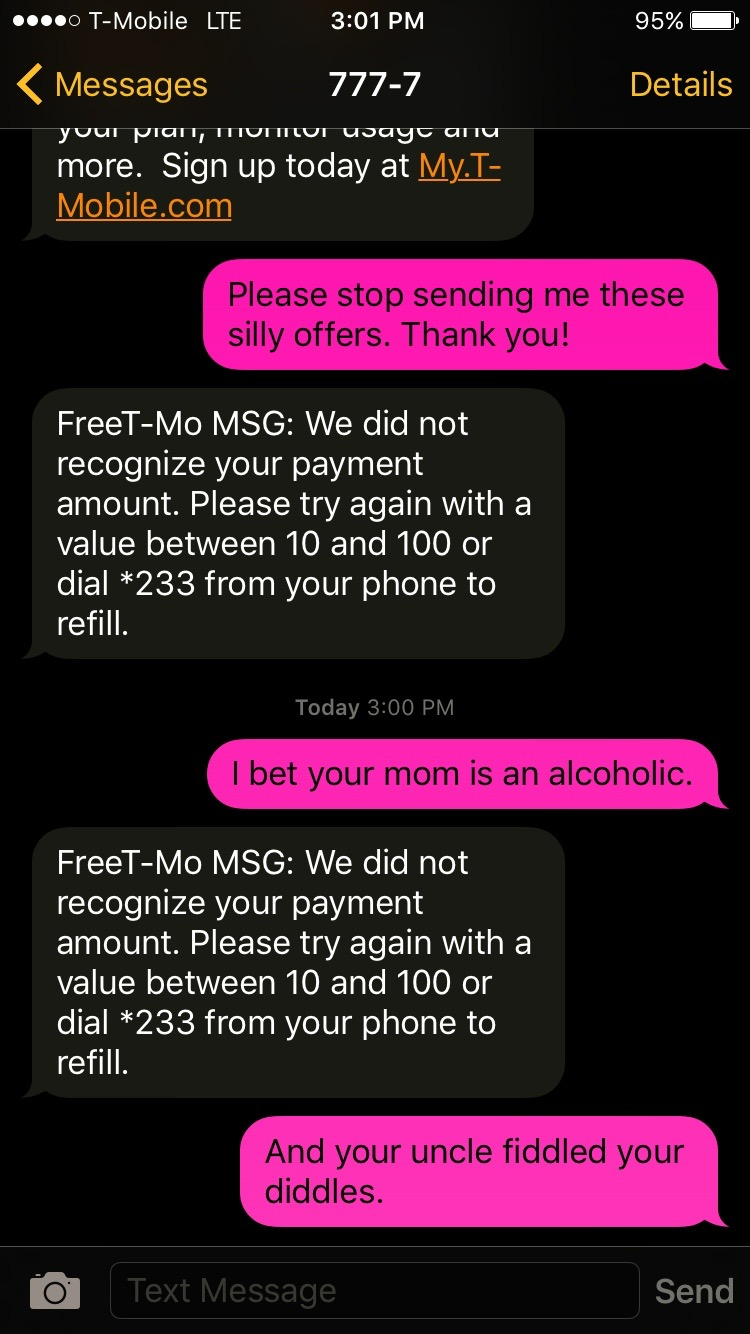 T-Mobile LTE 3:01 PM 95%
Messages 777-7 Details
your plan, monitor usage and
more.  Sign up today at My.T-
Mobile.com
Please stop sending me these
silly offers. Thank you!
FreeT-Mo MSG: We did not
recognize your payment
amount. Please try again with a
value between 10 and 100 or
dial *233 from your phone to
refill.
Today 3:00 PM
I bet your mom is an alcoholic.
FreeT-Mo MSG: We did not
recognize your payment
amount. Please try again with a
value between 10 and 100 or
dial *233 from your phone to
refill.
And your uncle fiddled your
diddles.
Text Message Send